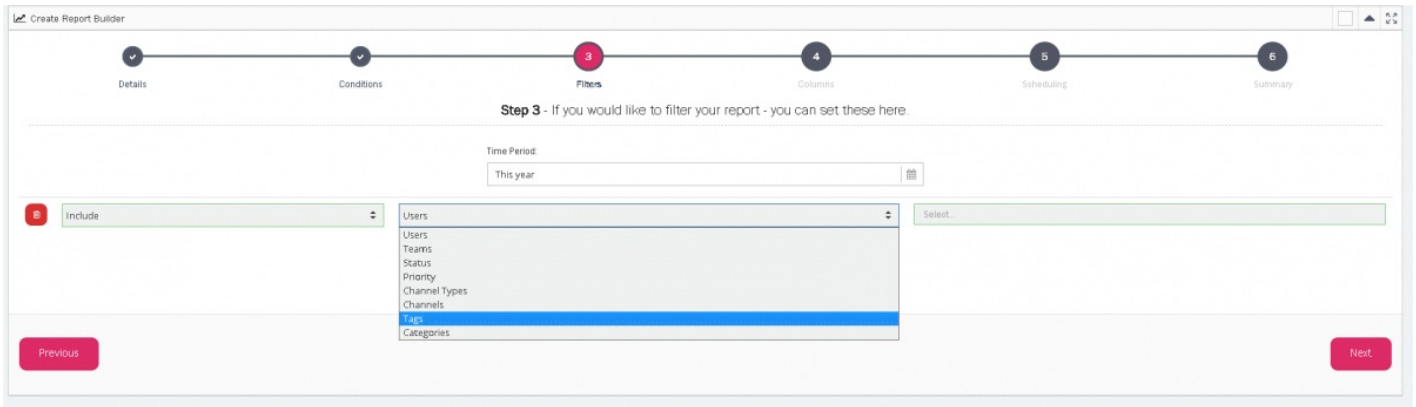 Create Report Builder
3
4
5
6
Details
Conditions
Filters
Columns
Scheduling
Summary
Step 3 - If you would like to filter your report - you can set these here.
Time Period:
This year
Include
Users
Select...
Users
Teams
Status
Priority
Channel Types
Channels
Tags
Categories
Previous
Next